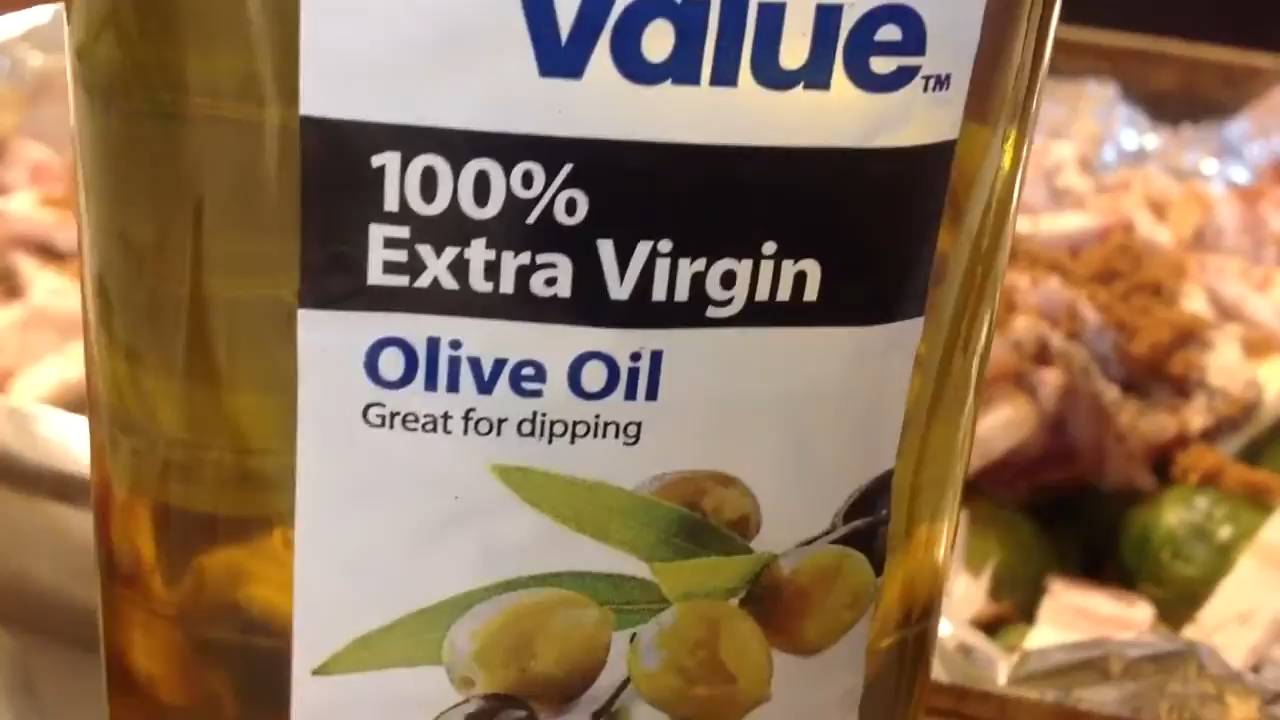 Value™
100%
Extra Virgin
Olive Oil
Great for dipping